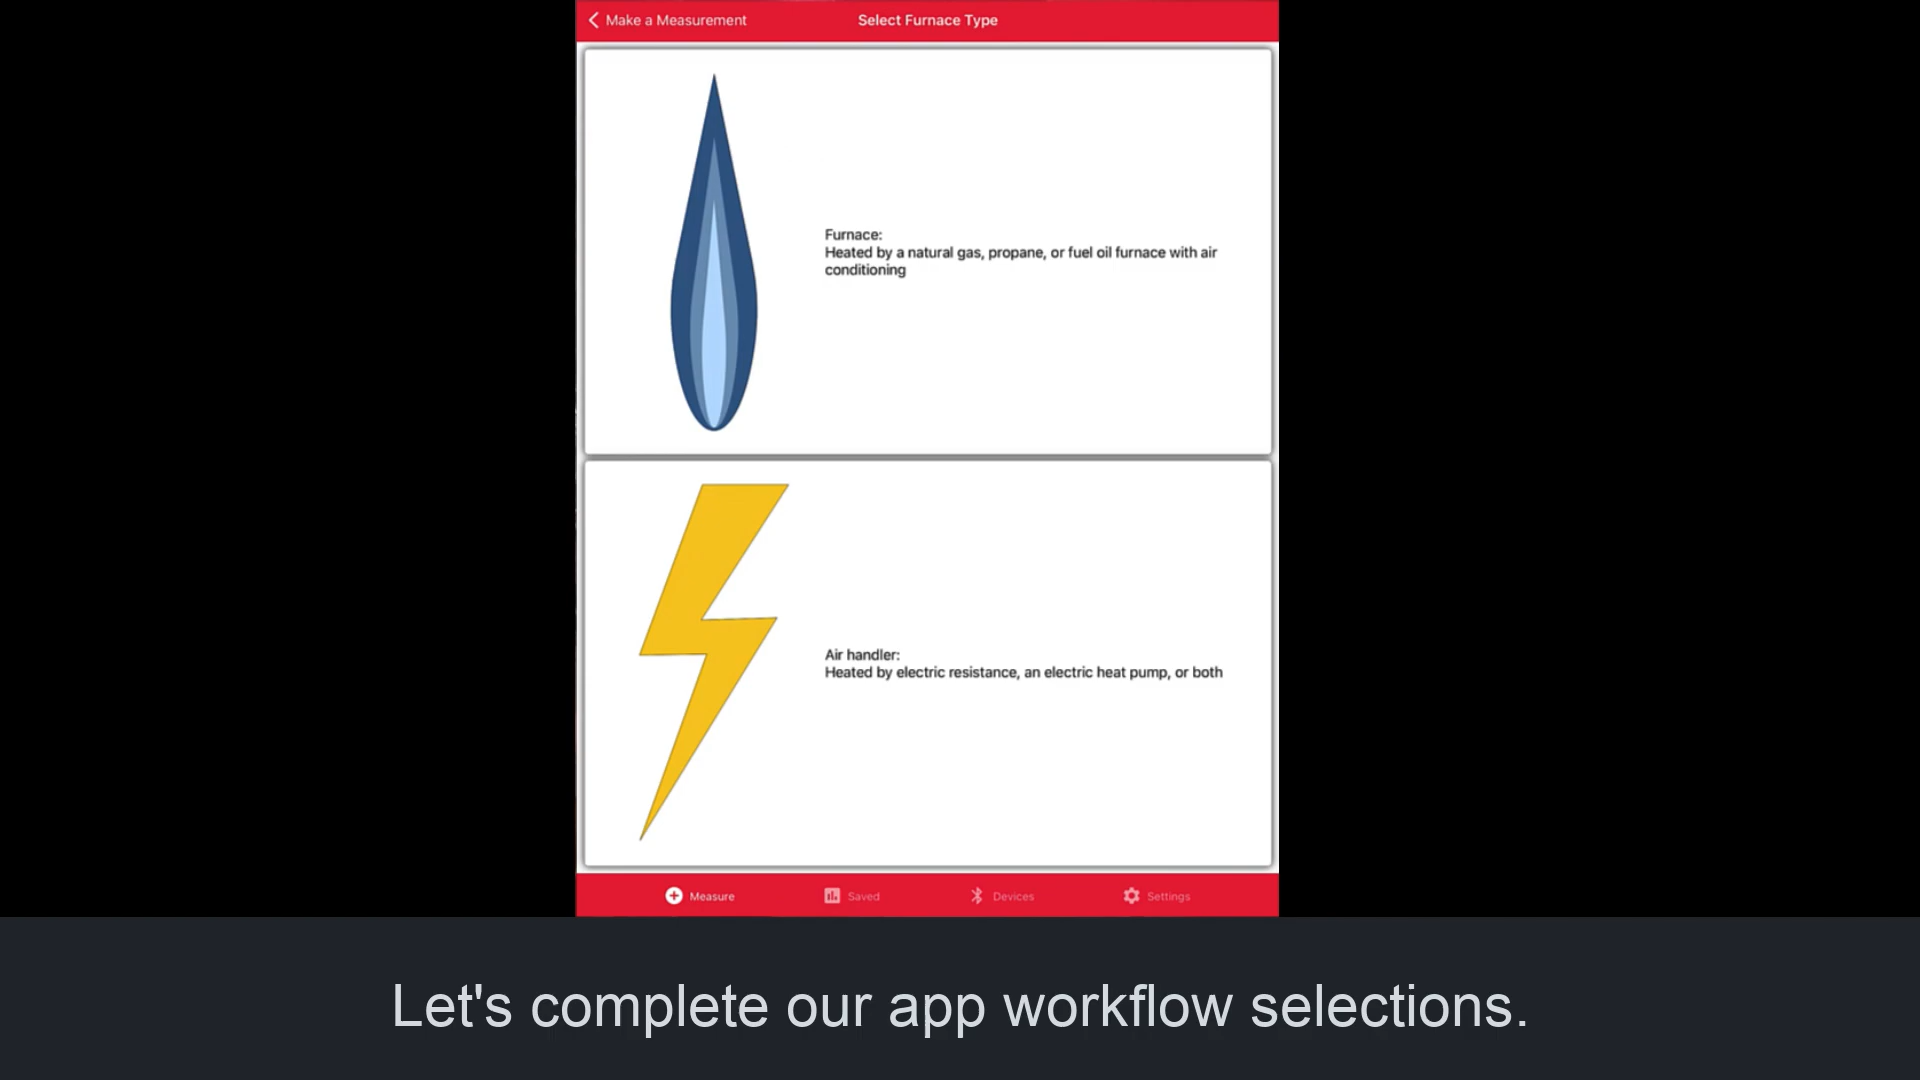 Make a Measurement
Select Furnace Type
Furnace:
Heated by a natural gas, propane, or fuel oil furnace with air
conditioning
Air handler:
Heated by electric resistance, an electric heat pump, or both
Measure
Saved
Devices
Settings
Let's complete our app workflow selections.